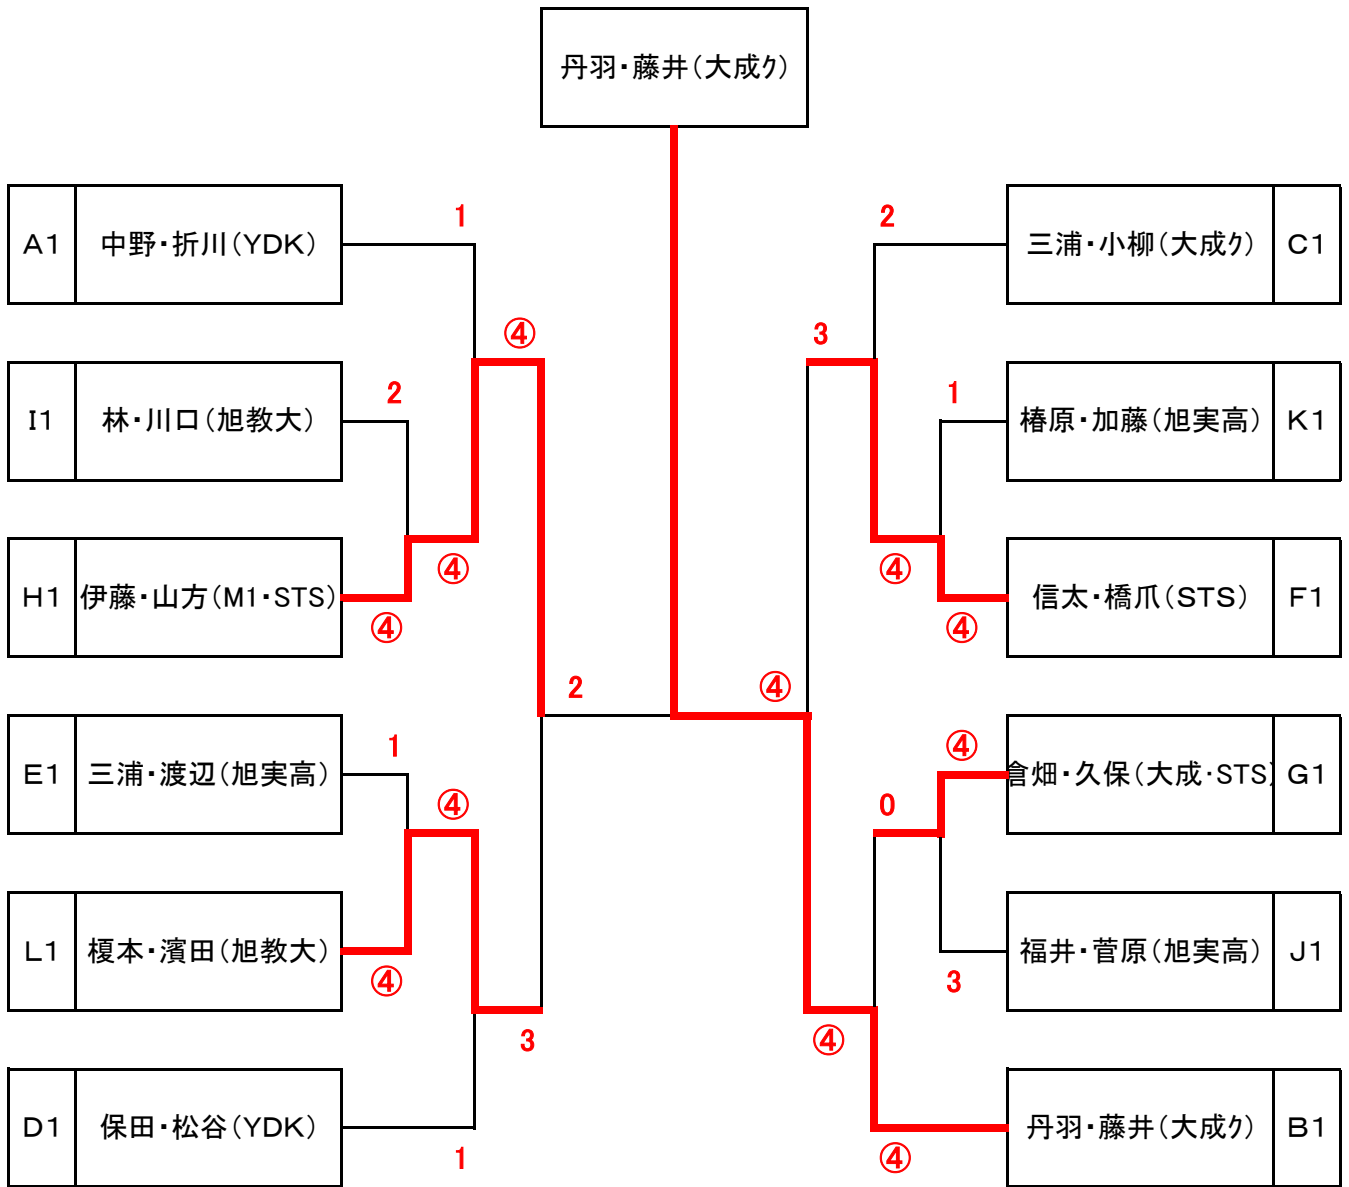 丹羽・藤井(大成ｸ)
A1 中野・折川(YDK)
1
2
三浦・小柳(大成ｸ) C1
④
3
I1 林・川口(旭教大)
2
1
椿原・加藤(旭実高) K1
H1 伊藤・山方(M1・STS)
④
④
④
④
信太・橋爪(STS) F1
2
④
E1 三浦・渡辺(旭実高)
1
④
0
④
倉畑・久保(大成・STS) G1
L1 榎本・濱田(旭教大)
④
3
福井・菅原(旭実高) J1
3
④
D1 保田・松谷(YDK)
1
④
丹羽・藤井(大成ｸ) B1